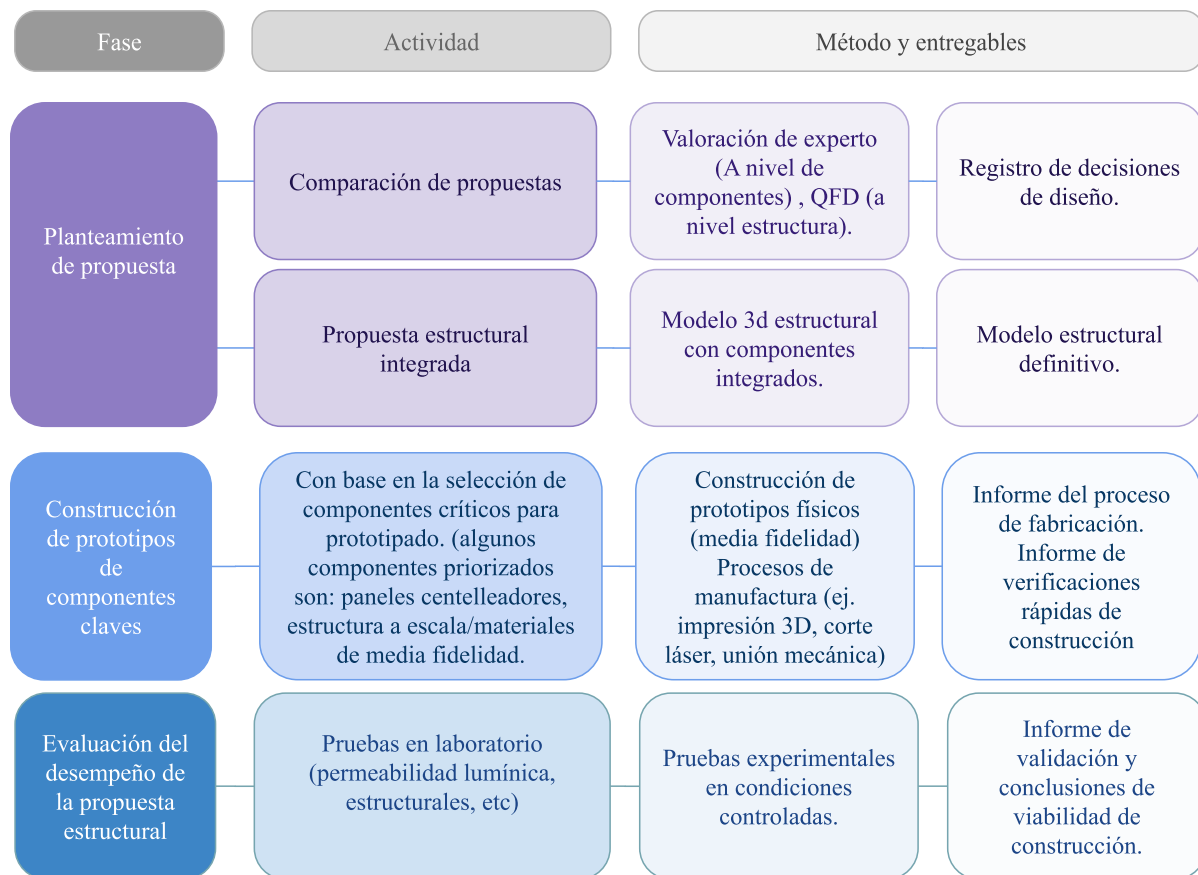 Fase
Actividad
Método y entregables
Planteamiento
de propuesta
Comparación de propuestas
Valoración de experto
(A nivel de
componentes) , QFD (a
nivel estructura).
Registro de decisiones
de diseño.
Propuesta estructural
integrada
Modelo 3d estructural
con componentes
integrados.
Modelo estructural
definitivo.
Construcción
de prototipos
de
componentes
claves
Con base en la selección de
componentes críticos para
prototipado. (algunos
componentes priorizados
son: paneles centelleadores,
estructura a escala/materiales
de media fidelidad.
Construcción de
prototipos físicos
(media fidelidad)
Procesos de
manufactura (ej.
impresión 3D, corte
láser, unión mecánica)
Informe del proceso
de fabricación.
Informe de
verificaciones
rápidas de
construcción
Evaluación del
desempeño de
la propuesta
estructural
Pruebas en laboratorio
(permeabilidad lumínica,
estructurales, etc)
Pruebas experimentales
en condiciones
controladas.
Informe de
validación y
conclusiones de
viabilidad de
construcción.